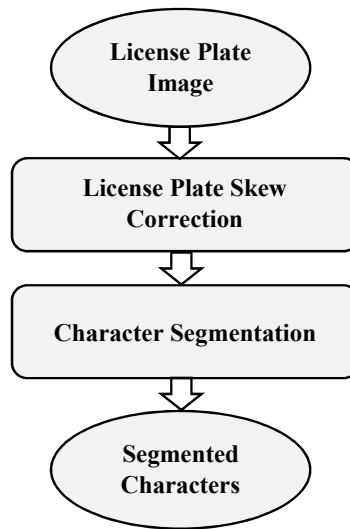 License Plate
Image
License Plate Skew
Correction
Character Segmentation
Segmented
Characters